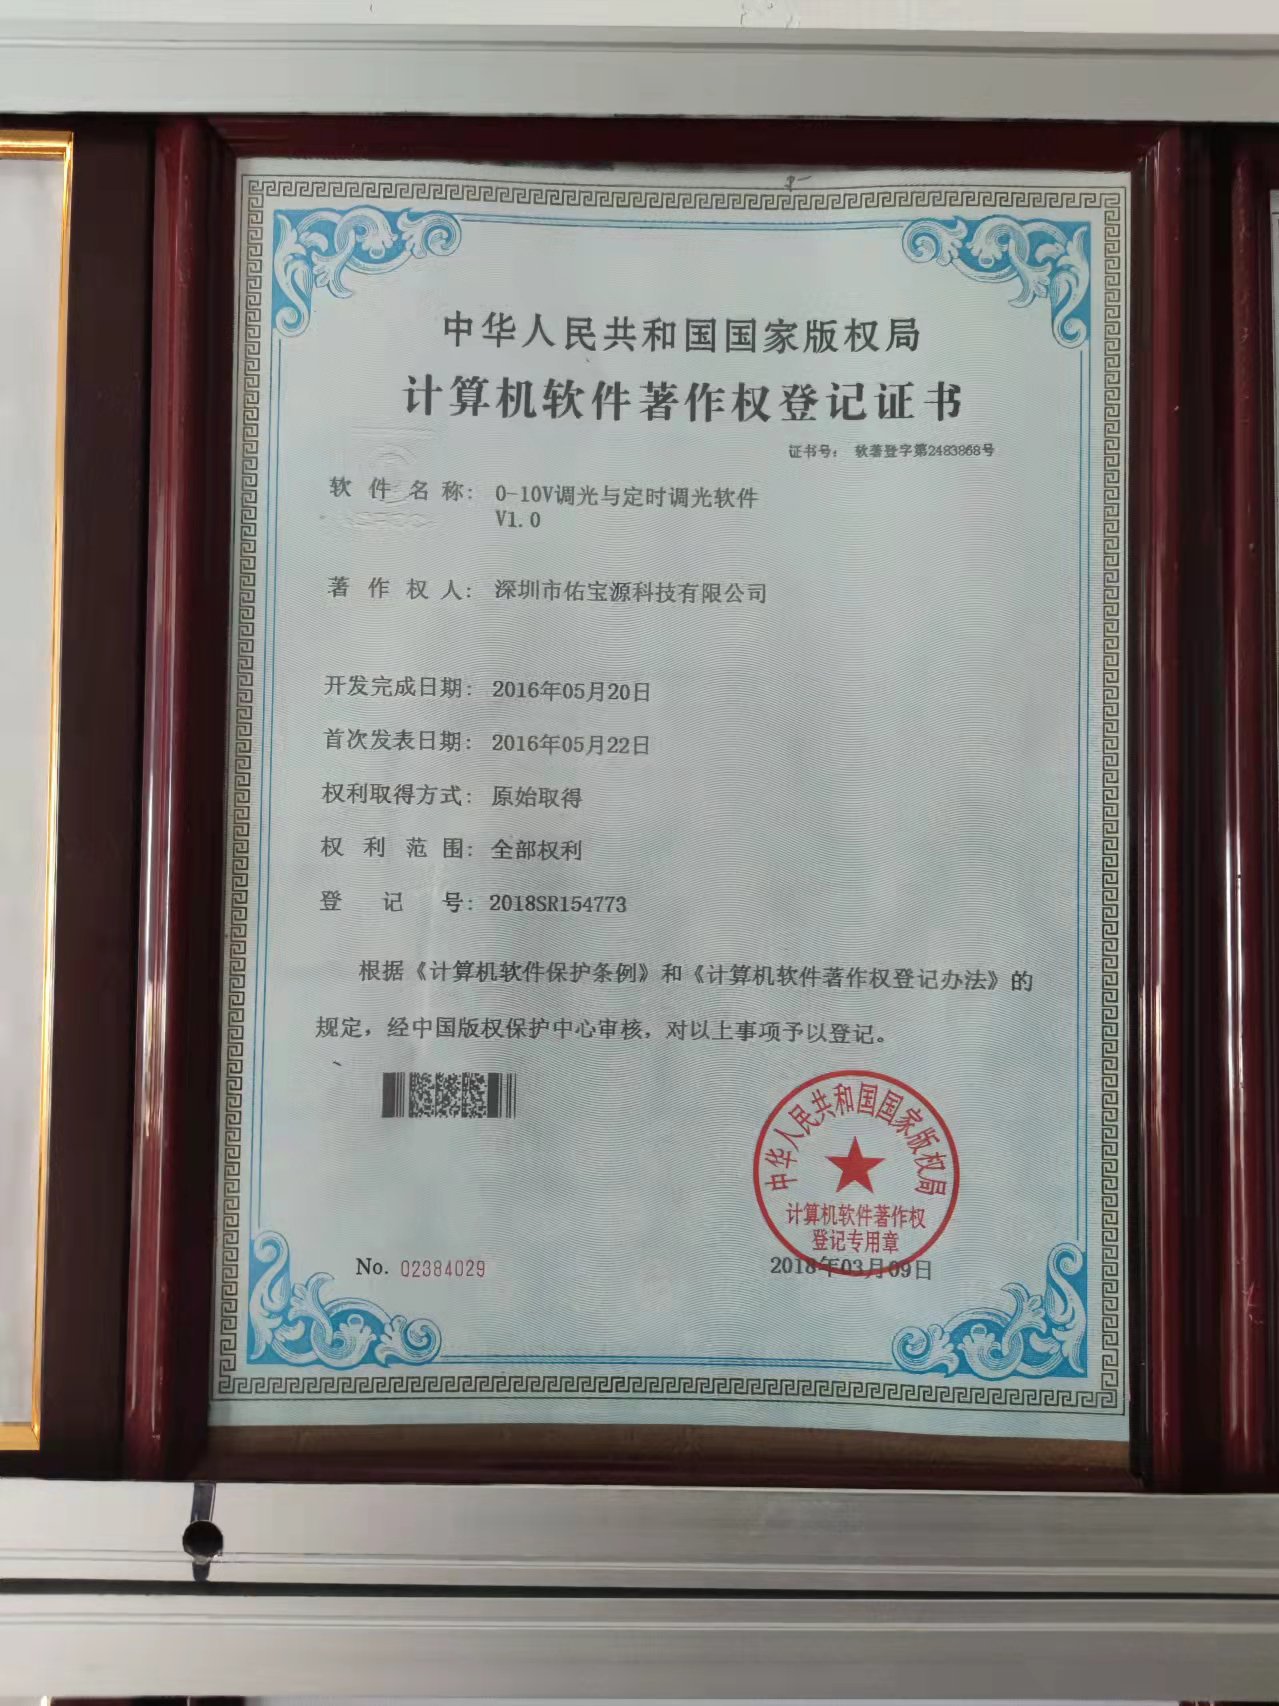 中华人民共和国国家版权局
计算机软件著作权登记证书
证书号： 软著登字第2483868号
软件名称： 0-10V调光与定时调光软件
V1.0
著作权人： 深圳市佑宝源科技有限公司
开发完成日期： 2016年05月20日
首次发表日期： 2016年05月22日
权利取得方式： 原始取得
权利范围： 全部权利
登记号： 2018SR154773
根据《计算机软件保护条例》和《计算机软件著作权登记办法》的
规定，经中国版权保护中心审核，对以上事项予以登记。
中华人民共和国国家版权局
计算机软件著作权
登记专用章
No. 02384029
2018年03月09日